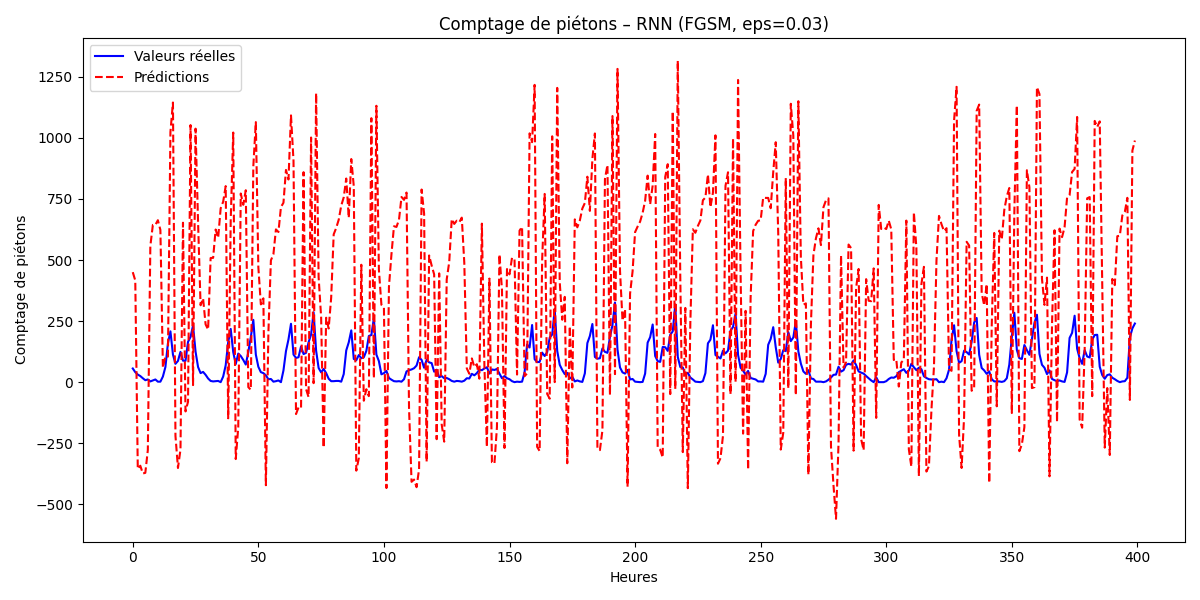 Comptage de piétons – RNN (FGSM, eps=0.03)
Valeurs réelles
Prédictions
Comptage de piétons
1250
1000
750
500
250
0
−250
−500
0 50 100 150 200 250 300 350 400
Heures